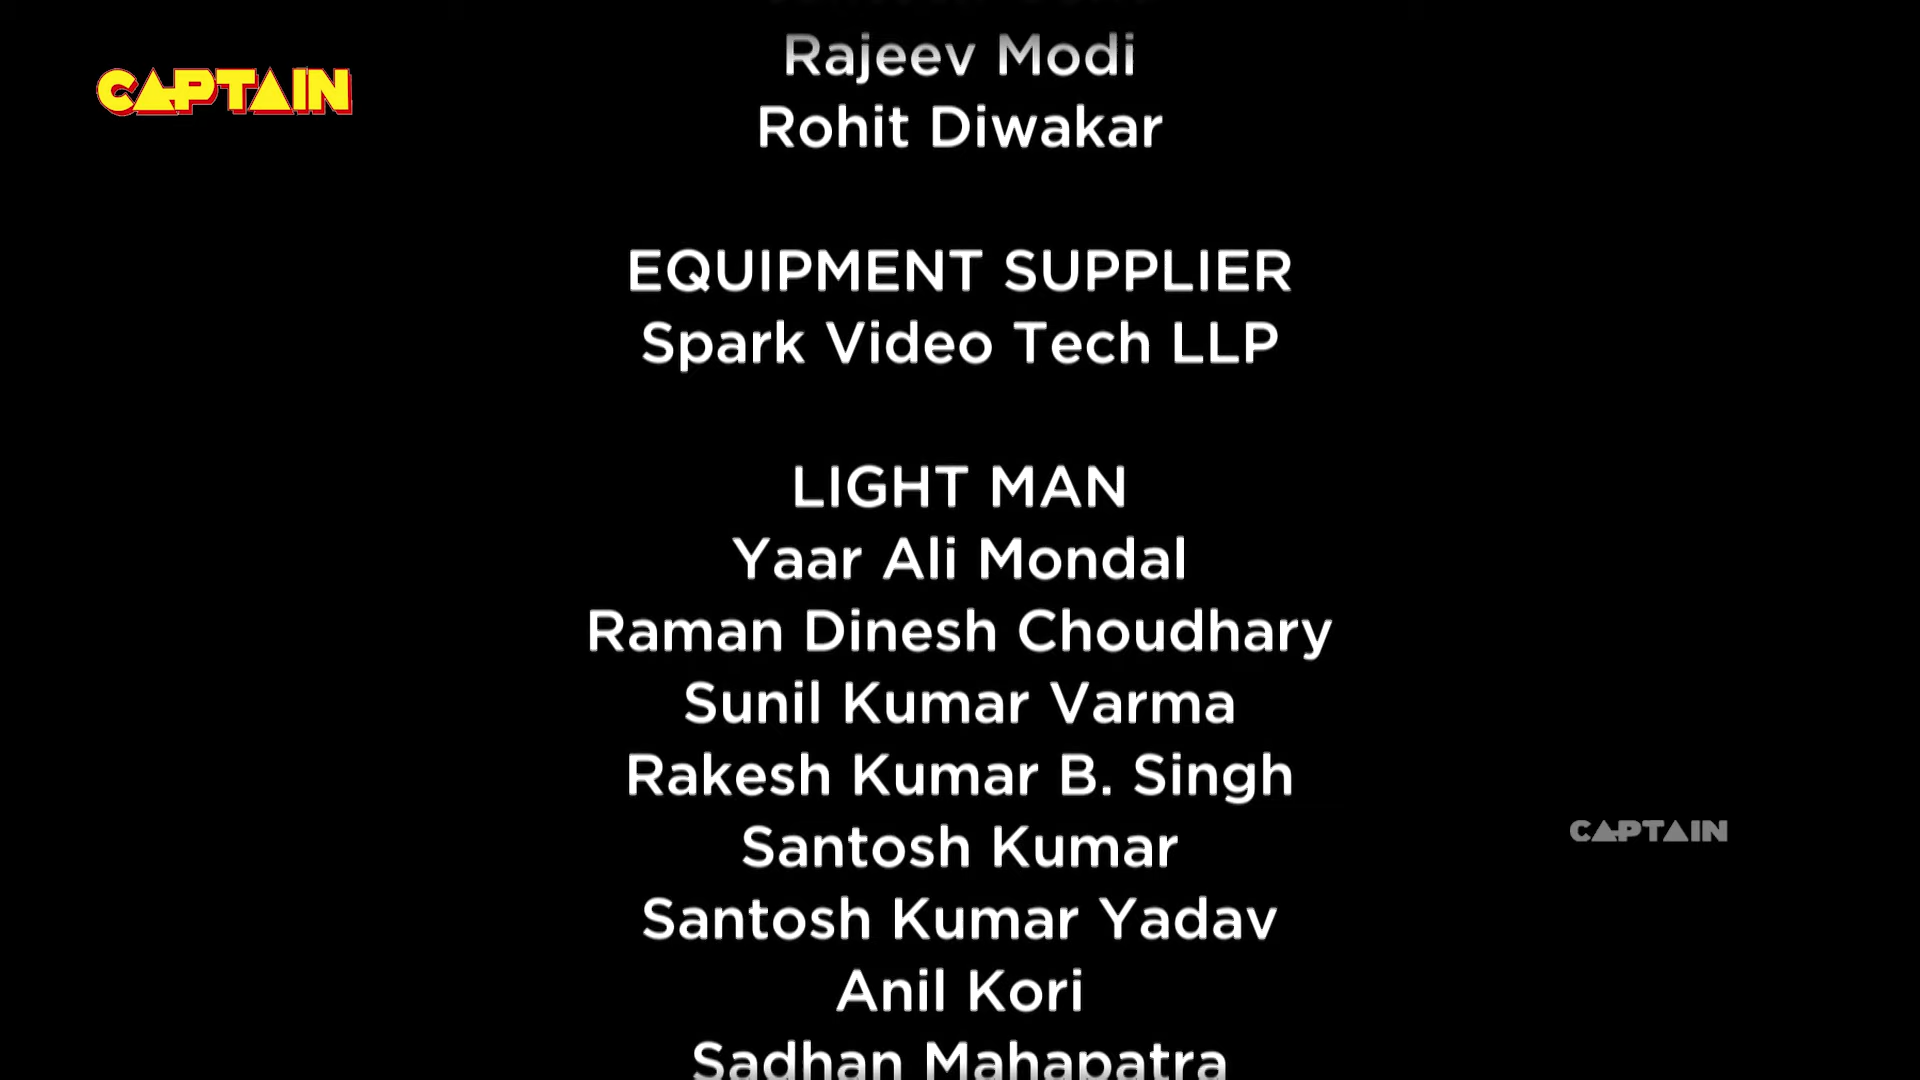 Rajeev Modi
CAPTAIN
Rohit Diwakar
EQUIPMENT SUPPLIER
Spark Video Tech LLP
LIGHT MAN
Yaar Ali Mondal
Raman Dinesh Choudhary
Sunil Kumar Varma
Rakesh Kumar B. Singh
CAPTAIN
Santosh Kumar
Santosh Kumar Yadav
Anil Kori
Sadhan Mahapatra